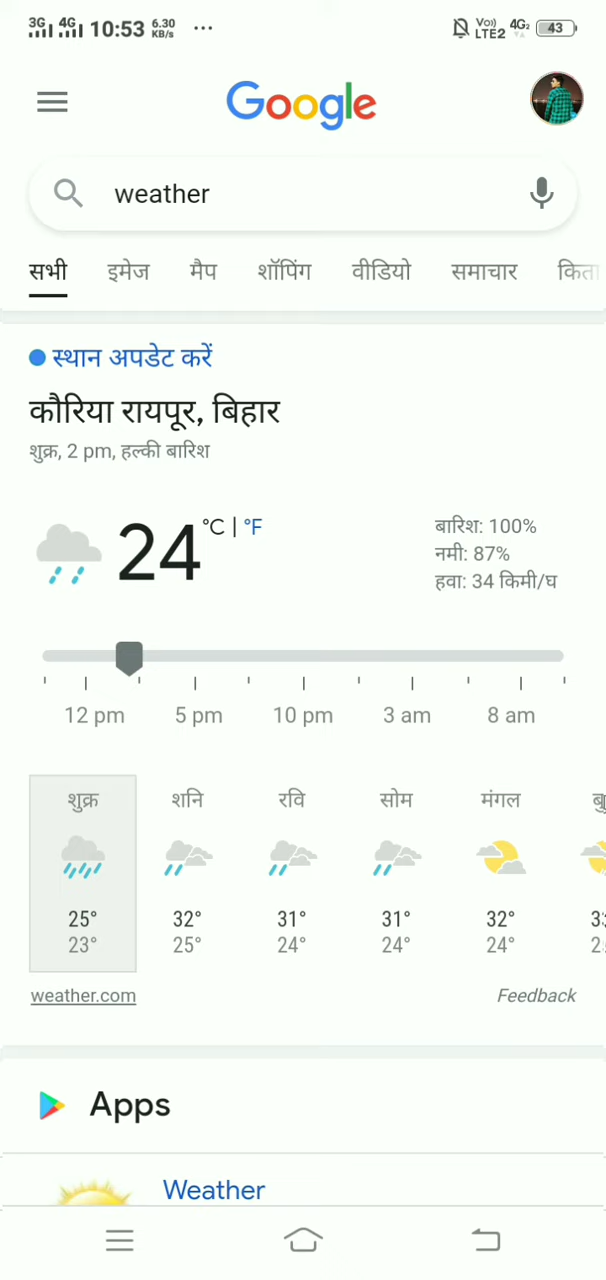 3G 4G 10:53 6.30 KB/s ... Vo)) LTE2 4G2 43
Google
weather
सभी इमेज मैप शॉपिंग वीडियो समाचार
स्थान अपडेट करें
कौरिया रायपूर, बिहार
शुक्र, 2 pm, हल्की बारिश
24 °C | °F
बारिश: 100%
नमी: 87%
हवा: 34 किमी/घ
12 pm 5 pm 10 pm 3 am 8 am
शुक्र शनि रवि सोम मंगल
25° 32° 31° 31° 32°
23° 25° 24° 24° 24°
weather.com Feedback
Apps
Weather